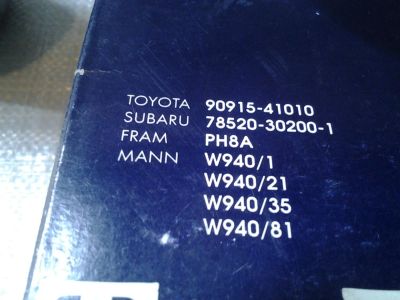 TOYOTA 90915-41010
SUBARU 78520-30200-1
FRAM PH8A
MANN W940/1
W940/21
W940/35
W940/81